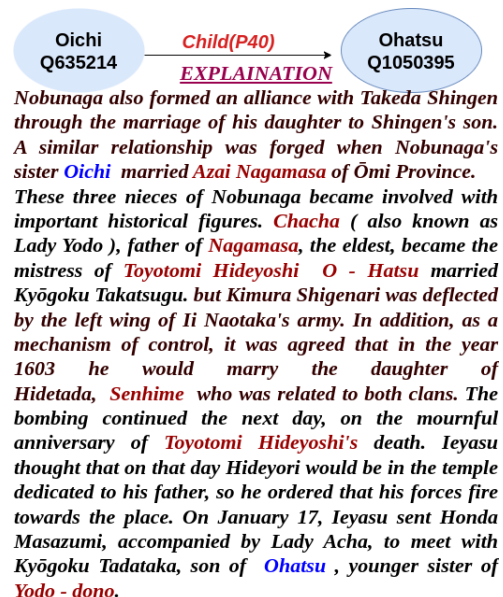 Oichi
Q635214
Child(P40)
Ohatsu
Q1050395
EXPLAINATION
Nobunaga also formed an alliance with Takeda Shingen
through the marriage of his daughter to Shingen's son.
A similar relationship was forged when Nobunaga's
sister Oichi married Azai Nagamasa of Ōmi Province.
These three nieces of Nobunaga became involved with
important historical figures. Chacha ( also known as
Lady Yodo ), father of Nagamasa, the eldest, became the
mistress of Toyotomi Hideyoshi O - Hatsu married
Kyōgoku Takatsugu. but Kimura Shigenari was deflected
by the left wing of Ii Naotaka's army. In addition, as a
mechanism of control, it was agreed that in the year
1603 he would marry the daughter of
Hidetada, Senhime who was related to both clans. The
bombing continued the next day, on the mournful
anniversary of Toyotomi Hideyoshi's death. Ieyasu
thought that on that day Hideyori would be in the temple
dedicated to his father, so he ordered that his forces fire
towards the place. On January 17, Ieyasu sent Honda
Masazumi, accompanied by Lady Acha, to meet with
Kyōgoku Tadataka, son of Ohatsu , younger sister of
Yodo - dono.